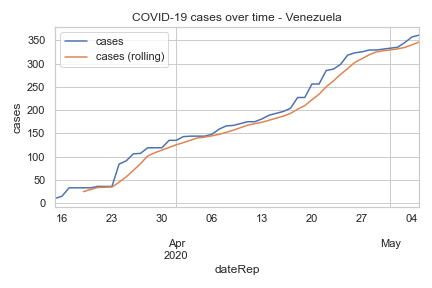 COVID-19 cases over time - Venezuela
cases
cases (rolling)
cases
350
300
250
200
150
100
50
0
16 23 30 06 13 20 27 04
Apr May
2020
dateRep